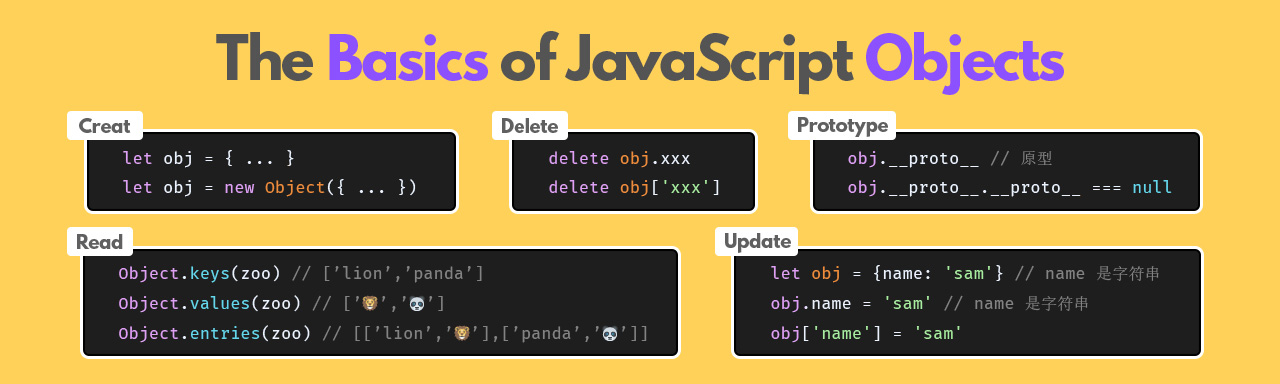 The Basics of JavaScript Objects
Creat
let obj = { ... }
let obj = new Object({ ... })
Delete
delete obj.xxx
delete obj['xxx']
Prototype
obj.__proto__ // 原型
obj.__proto__.__proto__ === null
Read
Object.keys(zoo) // [’lion’,’panda’]
Object.values(zoo) // [’🦁’,’🐼’]
Object.entries(zoo) // [[’lion’,’🦁’],[’panda’,’🐼’]]
Update
let obj = {name: 'sam'} // name 是字符串
obj.name = 'sam' // name 是字符串
obj['name'] = 'sam'